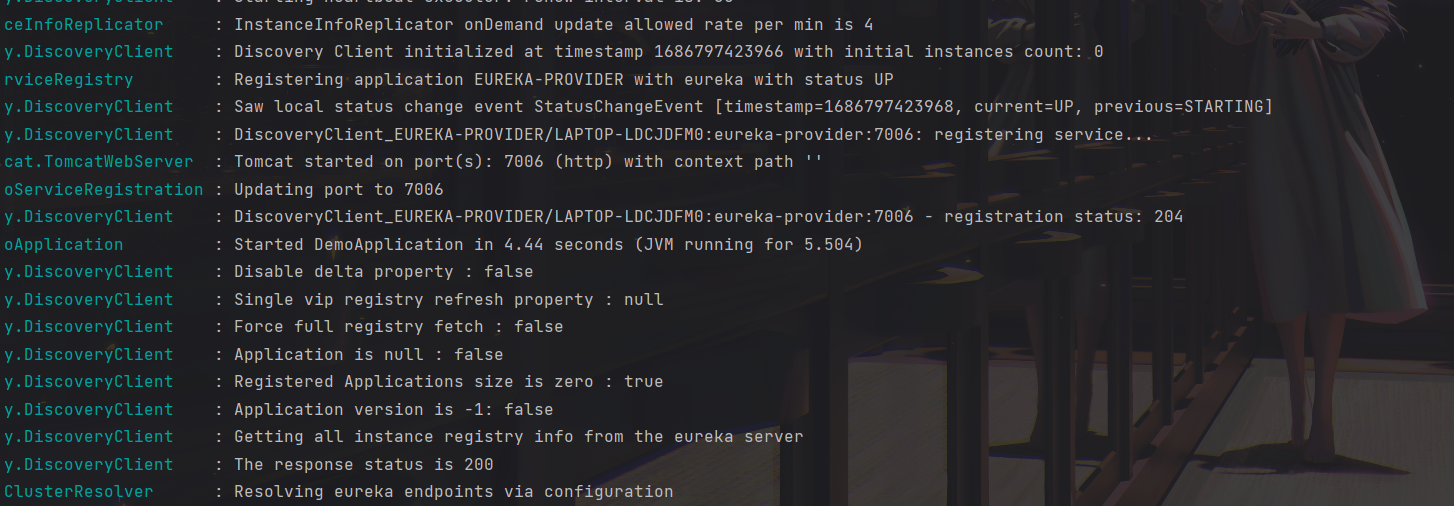 y.DiscoveryClient : Starting heartbeat executor: renew interval is: 30
ceInfoReplicator : InstanceInfoReplicator onDemand update allowed rate per min is 4
y.DiscoveryClient : Discovery Client initialized at timestamp 1686797423966 with initial instances count: 0
rviceRegistry : Registering application EUREKA-PROVIDER with eureka with status UP
y.DiscoveryClient : Saw local status change event StatusChangeEvent [timestamp=1686797423968, current=UP, previous=STARTING]
y.DiscoveryClient : DiscoveryClient_EUREKA-PROVIDER/LAPTOP-LDCJDFM0:eureka-provider:7006: registering service...
cat.TomcatWebServer : Tomcat started on port(s): 7006 (http) with context path ''
oServiceRegistration : Updating port to 7006
y.DiscoveryClient : DiscoveryClient_EUREKA-PROVIDER/LAPTOP-LDCJDFM0:eureka-provider:7006 - registration status: 204
oApplication : Started DemoApplication in 4.44 seconds (JVM running for 5.504)
y.DiscoveryClient : Disable delta property : false
y.DiscoveryClient : Single vip registry refresh property : null
y.DiscoveryClient : Force full registry fetch : false
y.DiscoveryClient : Application is null : false
y.DiscoveryClient : Registered Applications size is zero : true
y.DiscoveryClient : Application version is -1: false
y.DiscoveryClient : Getting all instance registry info from the eureka server
y.DiscoveryClient : The response status is 200
ClusterResolver : Resolving eureka endpoints via configuration